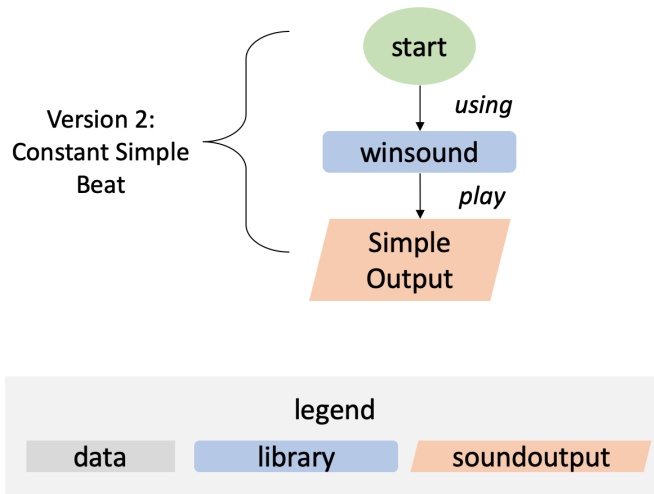 start
using
Version 2:
Constant Simple
Beat
winsound
play
Simple
Output
legend
data
library
soundoutput